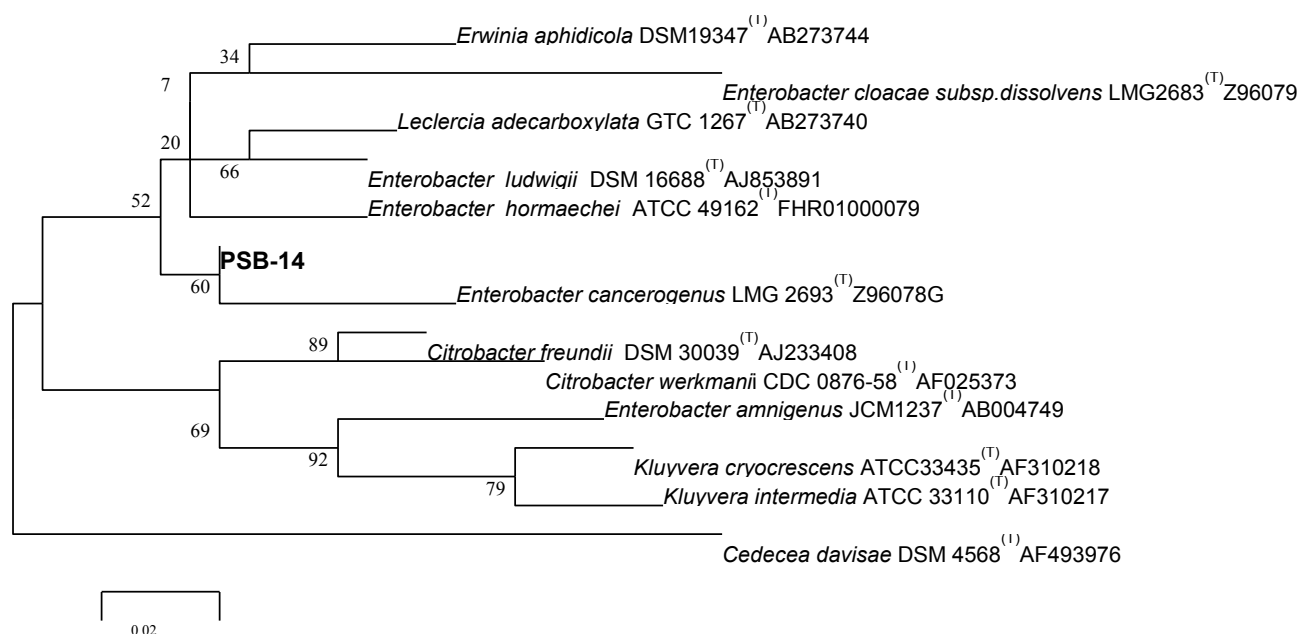 Erwinia aphidicola DSM19347(T)AB273744
34
7
Enterobacter cloacae subsp.dissolvens LMG2683(T)Z96079
Leclercia adecarboxylata GTC 1267(T)AB273740
20
66
Enterobacter ludwigii DSM 16688(T)AJ853891
52
Enterobacter hormaechei ATCC 49162(T)FHR01000079
PSB-14
60
Enterobacter cancerogenus LMG 2693(T)Z96078G
89
Citrobacter freundii DSM 30039(T)AJ233408
Citrobacter werkmanii CDC 0876-58(T)AF025373
Enterobacter amnigenus JCM1237(T)AB004749
69
92
Kluyvera cryocrescens ATCC33435(T)AF310218
79
Kluyvera intermedia ATCC 33110(T)AF310217
Cedecea davisae DSM 4568(T)AF493976
0.02